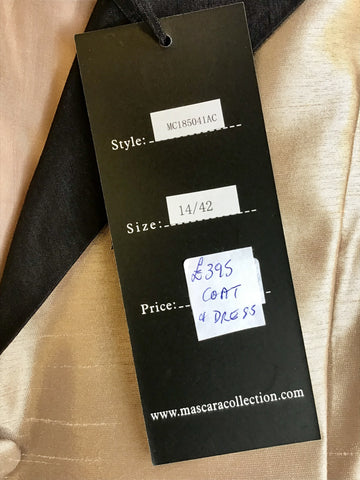 Style: MC185041AC
Size: 14/42
Price: £395
COAT
& DRESS
www.mascaracollection.com